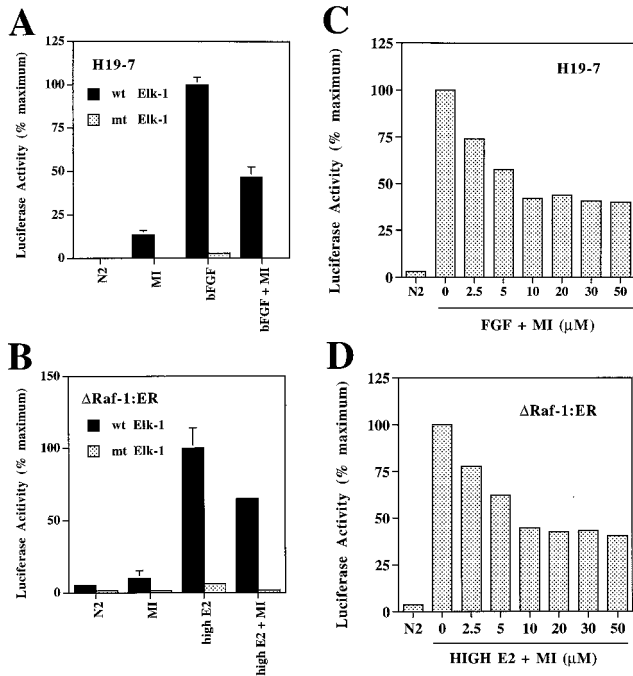 A
Luciferase Activity (% maximum)
125
100
75
50
25
0
H19-7
wt Elk-1
mt Elk-1
N2
MI
bFGF
bFGF + MI
B
Luciferase Acitivity (% maximum)
150
100
50
0
ΔRaf-1:ER
wt Elk-1
mt Elk-1
N2
MI
high E2
high E2 + MI
C
Luciferase Activity (% maximum)
125
100
75
50
25
0
H19-7
N2 0 2.5 5 10 20 30 50
FGF + MI (μM)
D
Luciferase Activity (% maximum)
125
100
75
50
25
0
ΔRaf-1:ER
N2 0 2.5 5 10 20 30 50
HIGH E2 + MI (μM)